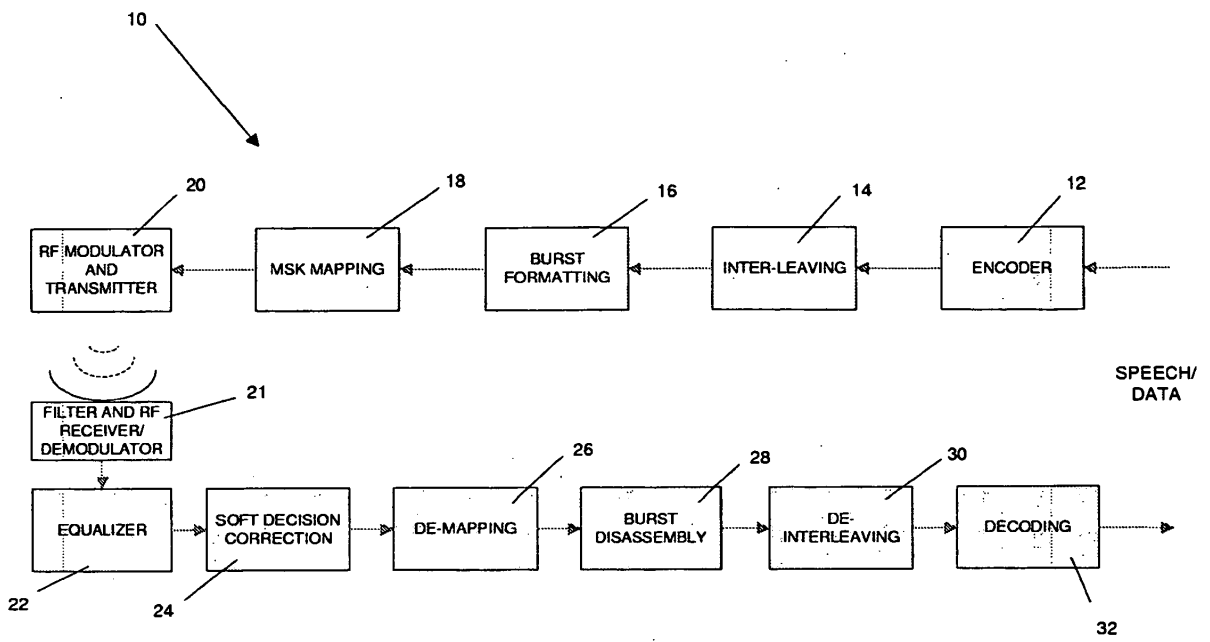 10
20
18
16
14
12
RF MODULATOR
AND
TRANSMITTER
MSK MAPPING
BURST
FORMATTING
INTER-LEAVING
ENCODER
SPEECH/
DATA
21
FILTER AND RF
RECEIVER/
DEMODULATOR
26
28
30
EQUALIZER
SOFT DECISION
CORRECTION
DE-MAPPING
BURST
DISASSEMBLY
DE-
INTERLEAVING
DECODING
22
24
32